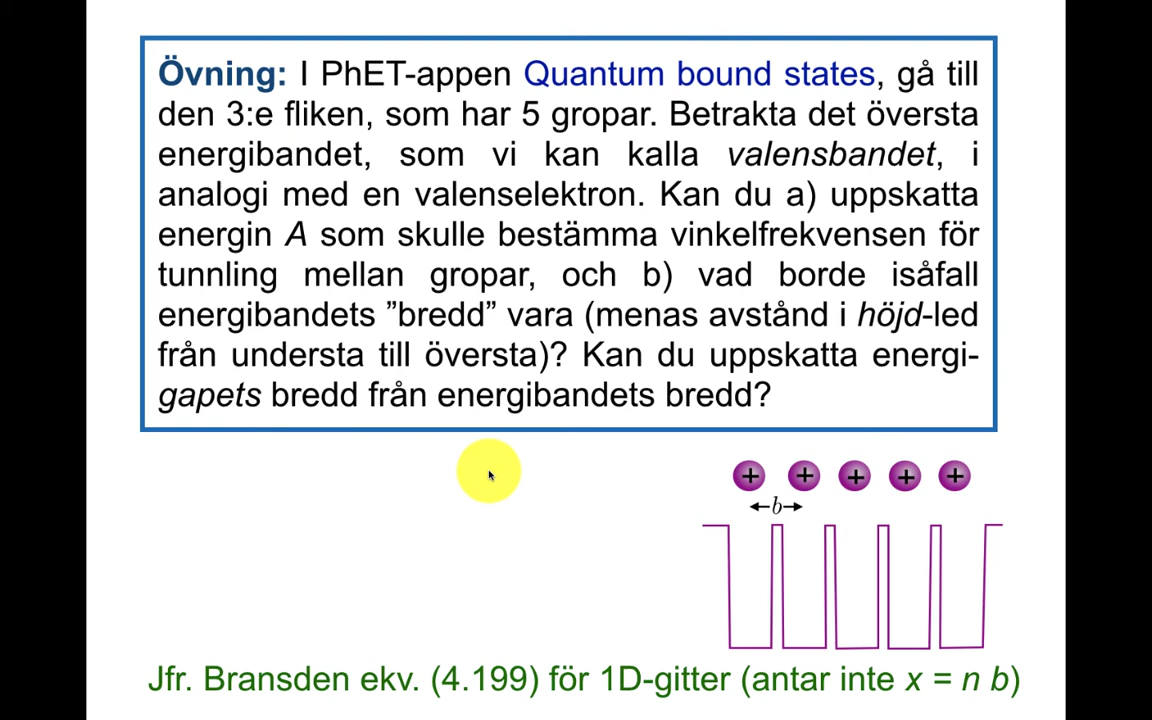 Övning: I PhET-appen Quantum bound states, gå till
den 3:e fliken, som har 5 gropar. Betrakta det översta
energibandet, som vi kan kalla valensbandet, i
analogi med en valenselektron. Kan du a) uppskatta
energin A som skulle bestämma vinkelfrekvensen för
tunnling mellan gropar, och b) vad borde isåfall
energibandets ”bredd” vara (menas avstånd i höjd-led
från understa till översta)? Kan du uppskatta energi-
gapets bredd från energibandets bredd?
+ + + + +
b
Jfr. Bransden ekv. (4.199) för 1D-gitter (antar inte x = n b)